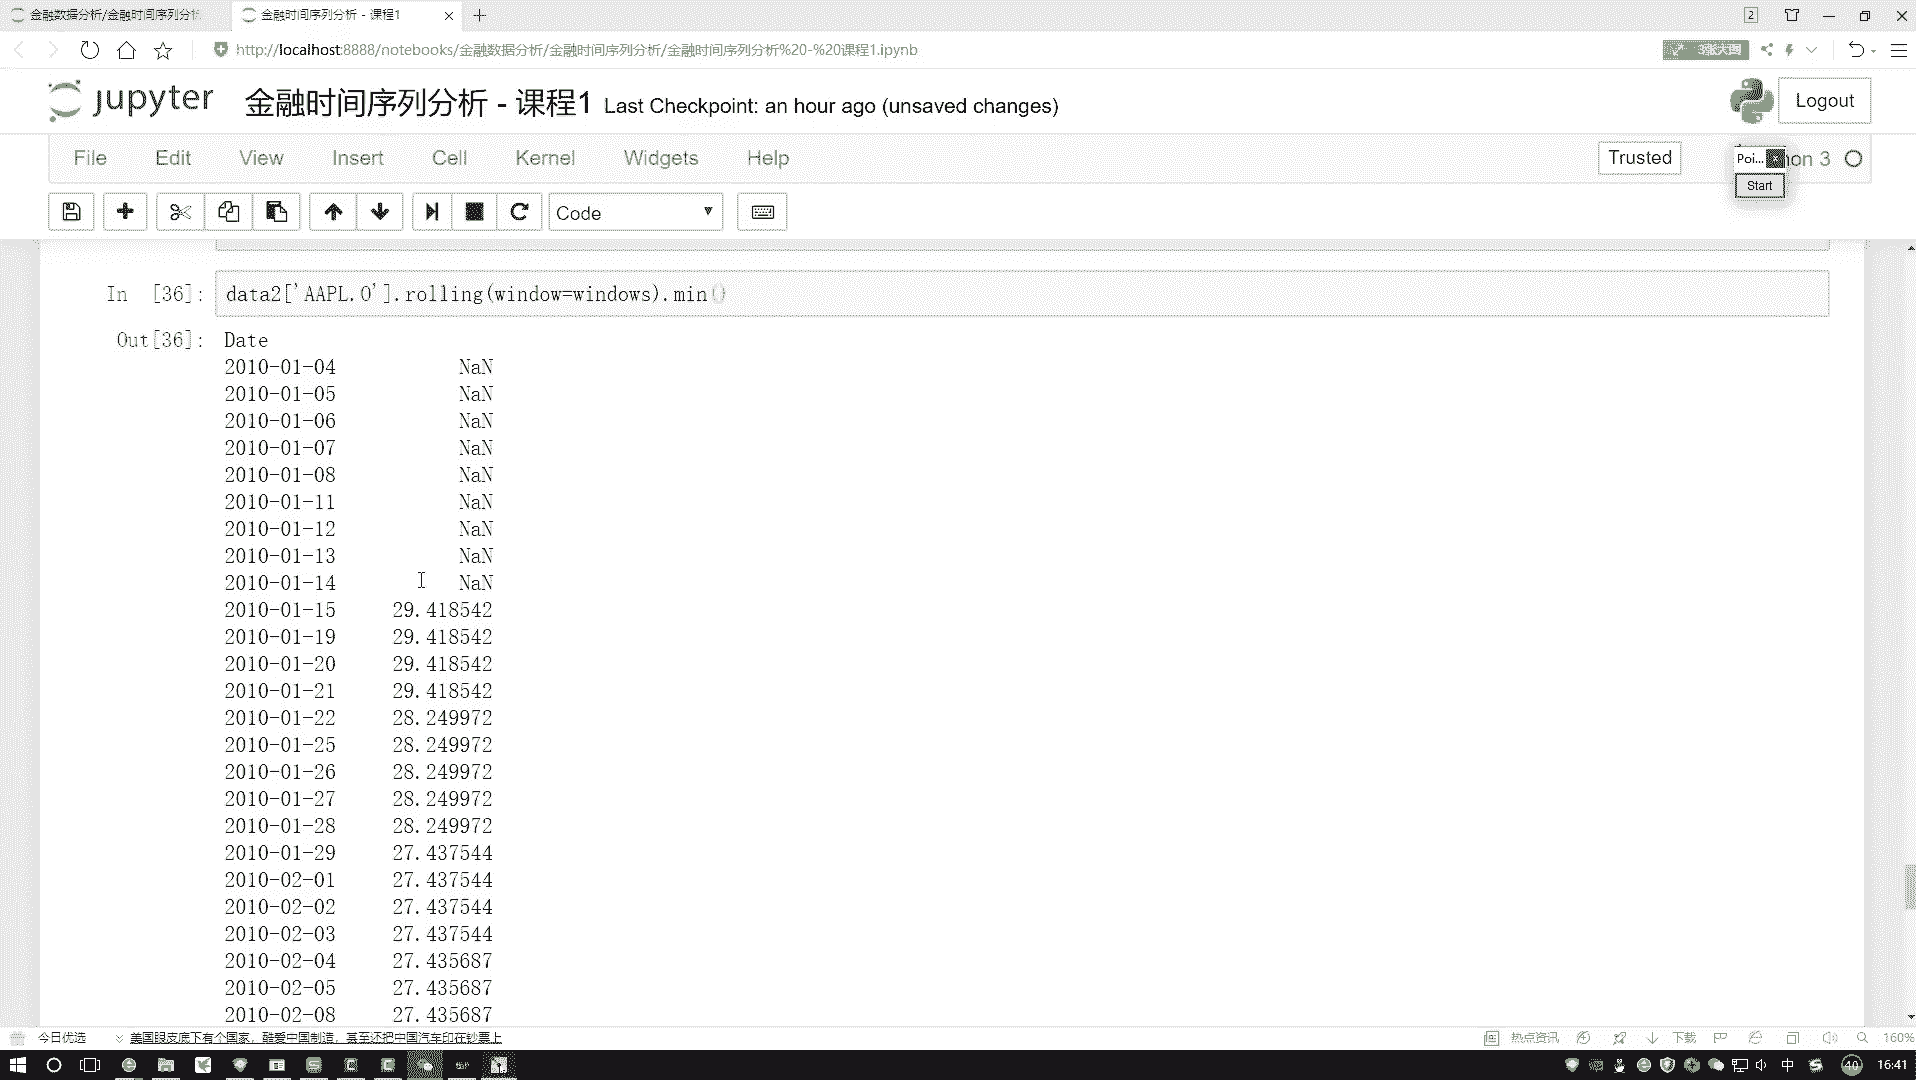 金融数据分析/金融时间序列分析
金融时间序列分析 - 课程1
2
http://localhost:8888/notebooks/金融数据分析/金融时间序列分析/金融时间序列分析%20-%20课程1.ipynb
3张大图
jupyter
金融时间序列分析 - 课程1 Last Checkpoint: an hour ago (unsaved changes)
Logout
File Edit View Insert Cell Kernel Widgets Help
Trusted
Poi... hon 3
Start
Code
In [36]: data2['AAPL.O'].rolling(window=windows).min()
Out[36]: Date
2010-01-04 NaN
2010-01-05 NaN
2010-01-06 NaN
2010-01-07 NaN
2010-01-08 NaN
2010-01-11 NaN
2010-01-12 NaN
2010-01-13 NaN
2010-01-14 NaN
2010-01-15 29.418542
2010-01-19 29.418542
2010-01-20 29.418542
2010-01-21 29.418542
2010-01-22 28.249972
2010-01-25 28.249972
2010-01-26 28.249972
2010-01-27 28.249972
2010-01-28 28.249972
2010-01-29 27.437544
2010-02-01 27.437544
2010-02-02 27.437544
2010-02-03 27.437544
2010-02-04 27.435687
2010-02-05 27.435687
2010-02-08 27.435687
今日优选 美国眼皮底下有个国家，酷爱中国制造，甚至还把中国汽车印在钞票上
热点资讯 下载 160%
中 40 16:41